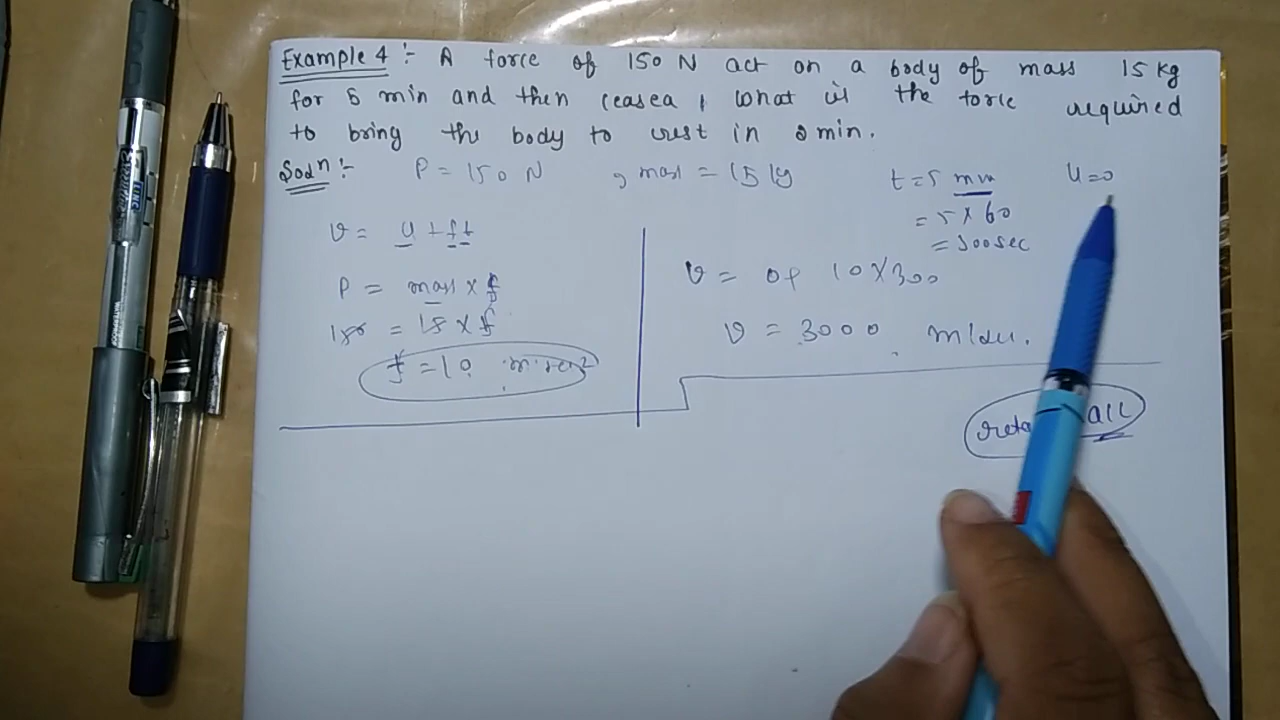 Example 4 :- A force of 150 N act on a body of mass 15 kg
for 5 min and then ceased, what is the force required
to bring the body to rest in 2 min.
Soln :- P = 150 N , mass = 15 kg t = 5 min u = 0
= 5 × 60
= 300 sec
v = u + ft
P = mass × f
150 = 15 × f
f = 10 m.sec2
v = 0 + 10 × 300
v = 3000 m/sec.